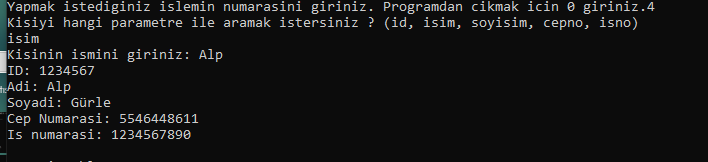 Yapmak istediginiz islemin numarasini giriniz. Programdan cikmak icin 0 giriniz.4
Kisiyi hangi parametre ile aramak istersiniz ? (id, isim, soyisim, cepno, isno)
isim
Kisinin ismini giriniz: Alp
ID: 1234567
Adi: Alp
Soyadi: Gürle
Cep Numarasi: 5546448611
Is numarasi: 1234567890